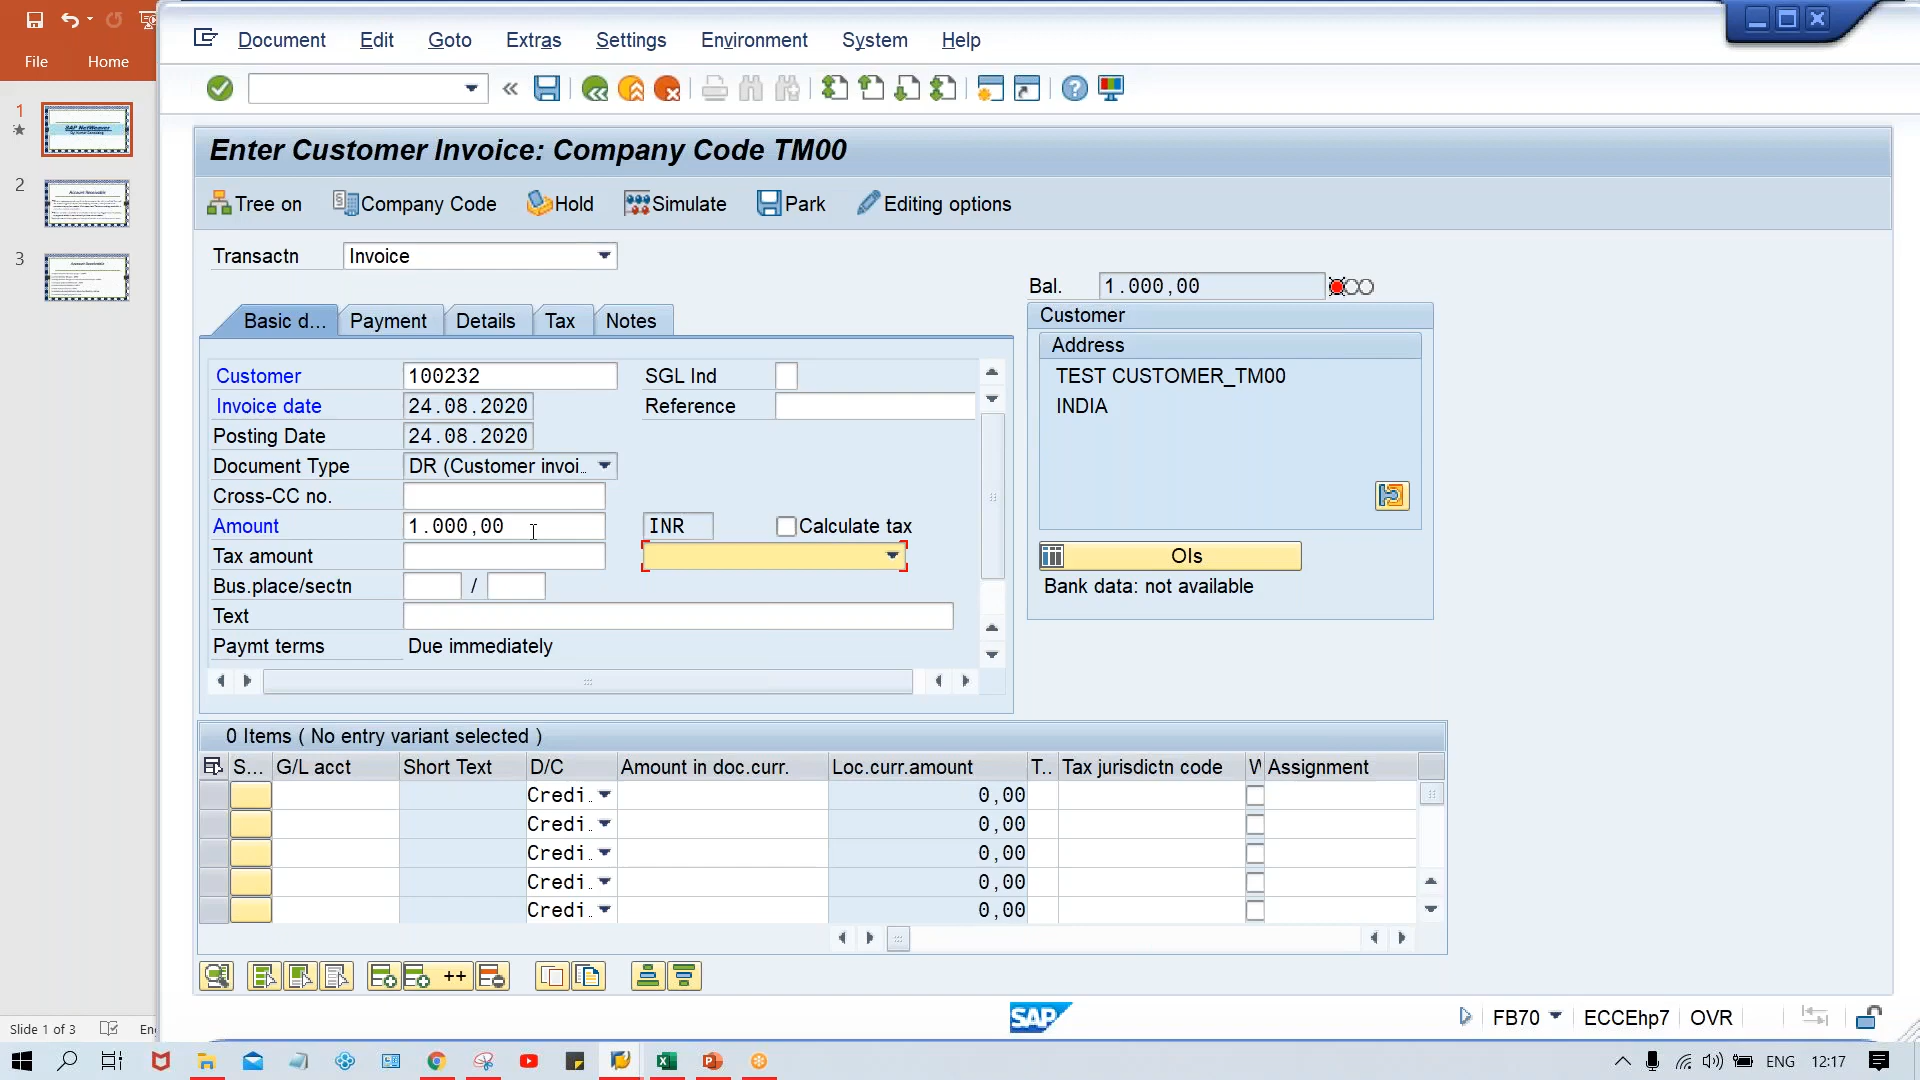 File Home
1
2
3
Slide 1 of 3
Document Edit Goto Extras Settings Environment System Help
Enter Customer Invoice: Company Code TM00
Tree on Company Code Hold Simulate Park Editing options
Transactn Invoice
Bal. 1.000,00
Basic d... Payment Details Tax Notes
Customer 100232 SGL Ind
Invoice date 24.08.2020 Reference
Posting Date 24.08.2020
Document Type DR (Customer invoi..
Cross-CC no.
Amount 1.000,00 INR Calculate tax
Tax amount
Bus.place/sectn /
Text
Paymt terms Due immediately
Customer
Address
TEST CUSTOMER_TM00
INDIA
OIs
Bank data: not available
0 Items ( No entry variant selected )
S... G/L acct Short Text D/C Amount in doc.curr. Loc.curr.amount T.. Tax jurisdictn code W Assignment
Credi.. 0,00
Credi.. 0,00
Credi.. 0,00
Credi.. 0,00
Credi.. 0,00
++
SAP FB70 ECCEhp7 OVR
ENG 12:17